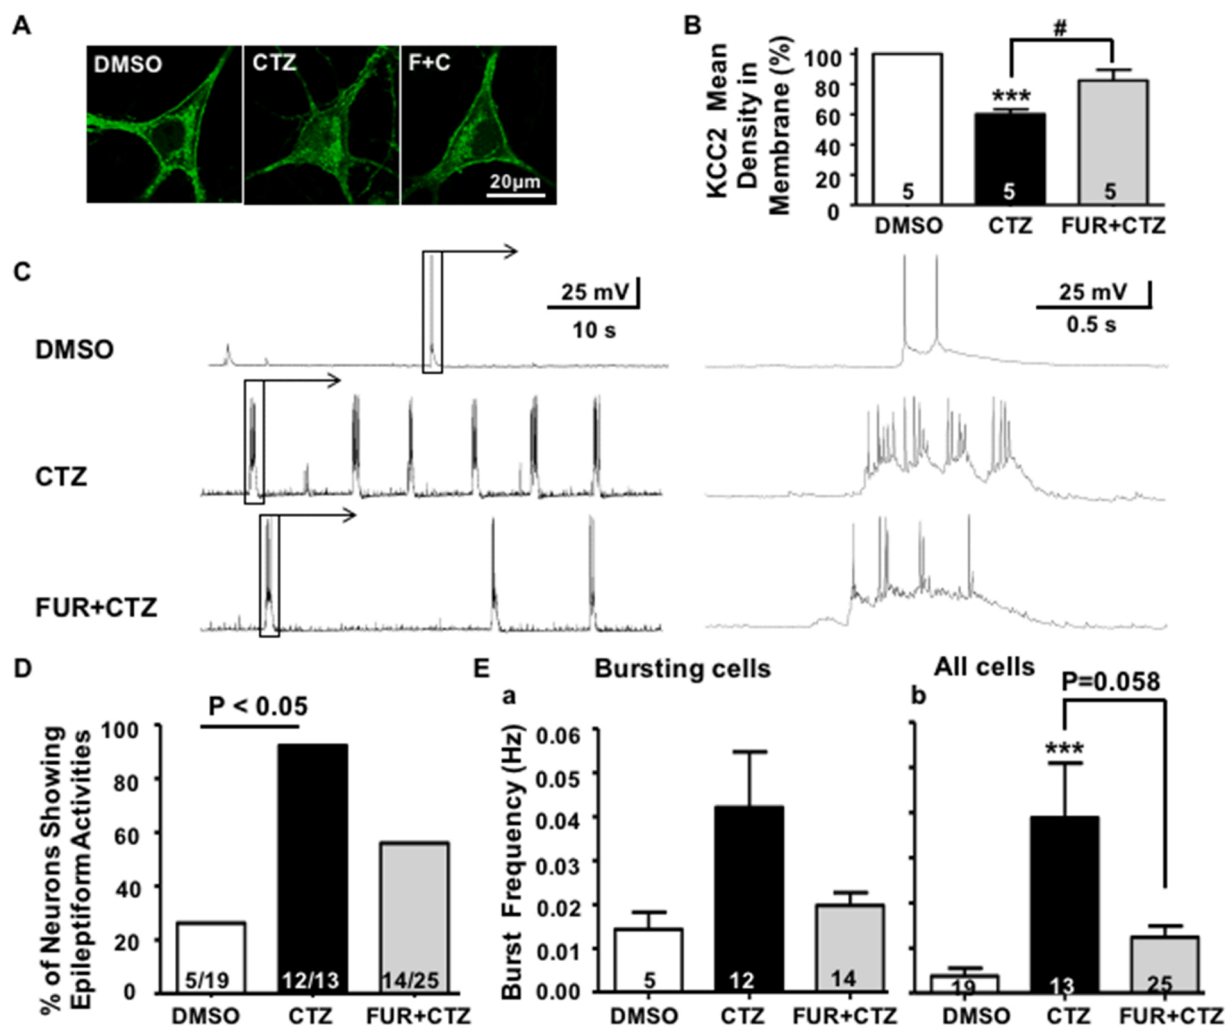 A
DMSO
CTZ
F+C
20μm
B
KCC2 Mean
Density in
Membrane (%)
100
80
60
40
20
0
#
***
5
5
5
DMSO
CTZ
FUR+CTZ
C
DMSO
25 mV
10 s
25 mV
0.5 s
CTZ
FUR+CTZ
D
% of Neurons Showing
Epileptiform Activities
P < 0.05
100
80
60
40
20
0
5/19
12/13
14/25
DMSO
CTZ
FUR+CTZ
E
Bursting cells
All cells
a
b
Burst Frequency (Hz)
0.06
0.05
0.04
0.03
0.02
0.01
0.00
5
12
14
DMSO
CTZ
FUR+CTZ
P=0.058
***
19
13
25
DMSO
CTZ
FUR+CTZ